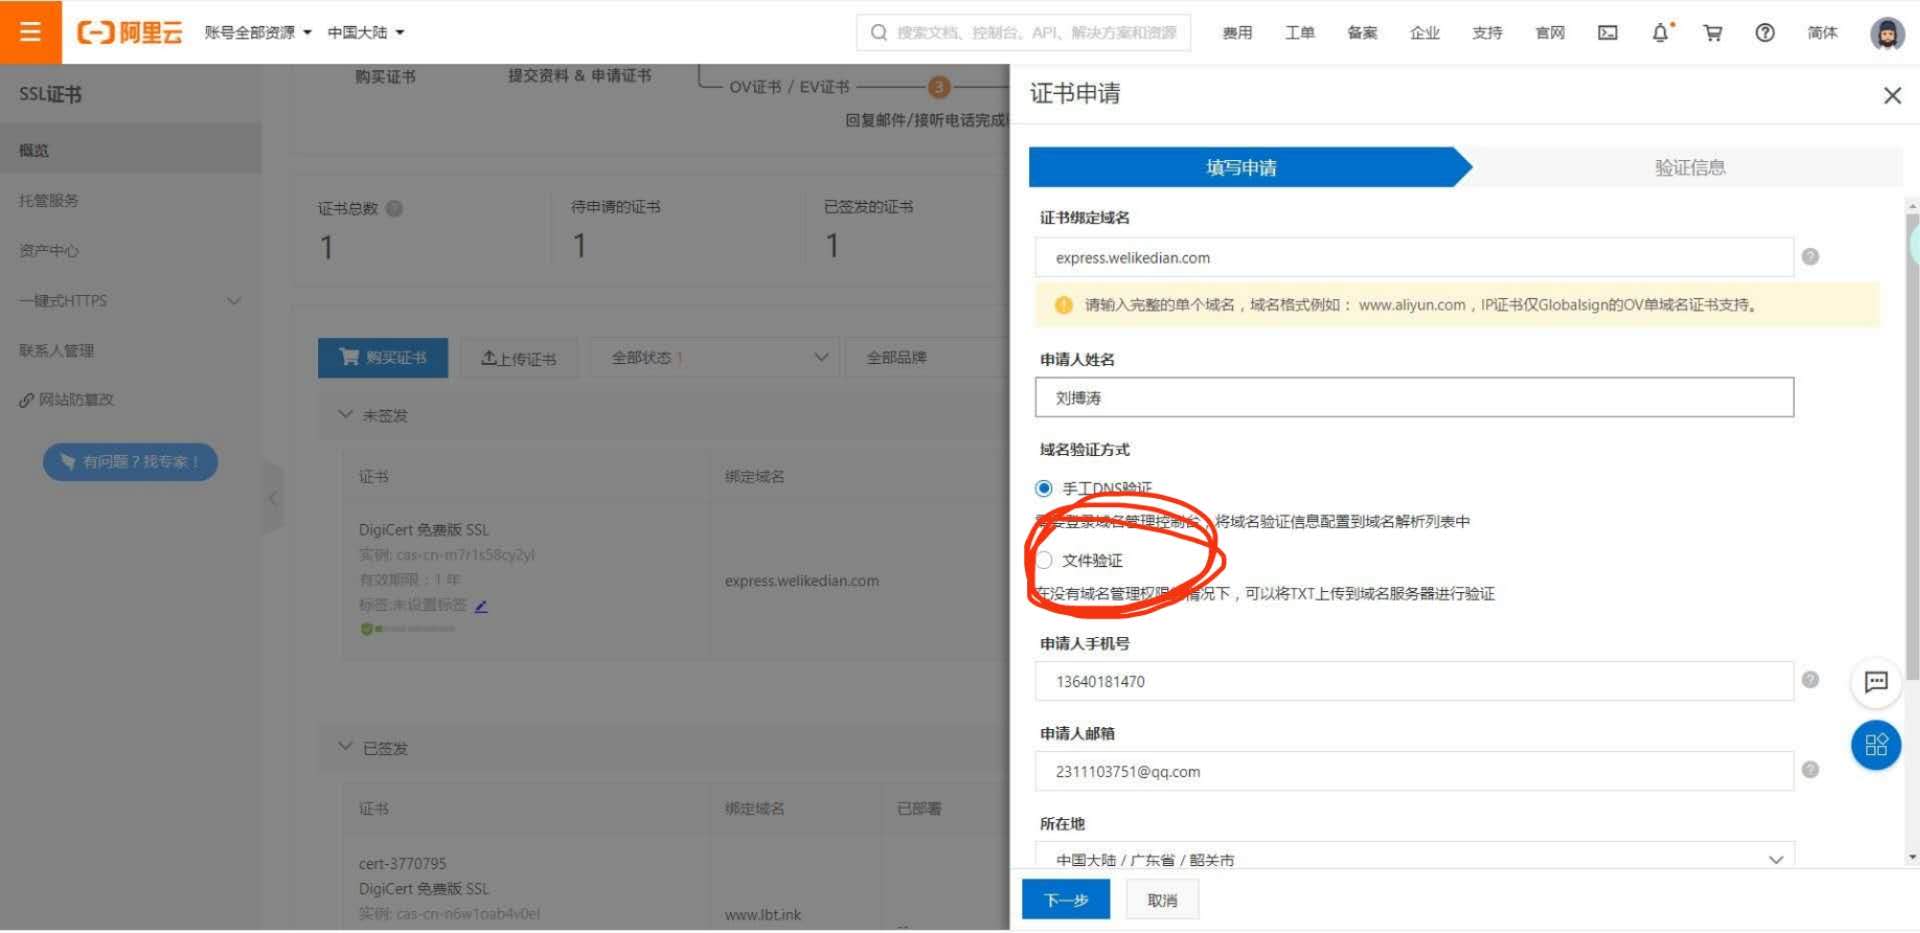 阿里云
账号全部资源
中国大陆
搜索文档、控制台、API、解决方案和资源
费用
工单
备案
企业
支持
官网
简体
SSL证书
概览
托管服务
资产中心
一键式HTTPS
联系人管理
网站防篡改
有问题？找专家！
购买证书
提交资料 & 申请证书
OV证书 / EV证书
3
回复邮件/接听电话完成
证书总数
1
待申请的证书
1
已签发的证书
1
购买证书
上传证书
全部状态 1
全部品牌
未签发
证书
绑定域名
DigiCert 免费版 SSL
实例: cas-cn-m7r1s58cy2yl
有效期限：1 年
标签:未设置标签
express.welikedian.com
已签发
证书
绑定域名
已部署
cert-3770795
DigiCert 免费版 SSL
实例: cas-cn-n6w1oab4v0el
www.lbt.ink
--
证书申请
填写申请
验证信息
证书绑定域名
express.welikedian.com
请输入完整的单个域名，域名格式例如： www.aliyun.com，IP证书仅Globalsign的OV单域名证书支持。
申请人姓名
刘搏涛
域名验证方式
手工DNS验证
需要登录域名管理控制台，将域名验证信息配置到域名解析列表中
文件验证
在没有域名管理权限的情况下，可以将TXT上传到域名服务器进行验证
申请人手机号
13640181470
申请人邮箱
2311103751@qq.com
所在地
中国大陆 / 广东省 / 韶关市
下一步
取消